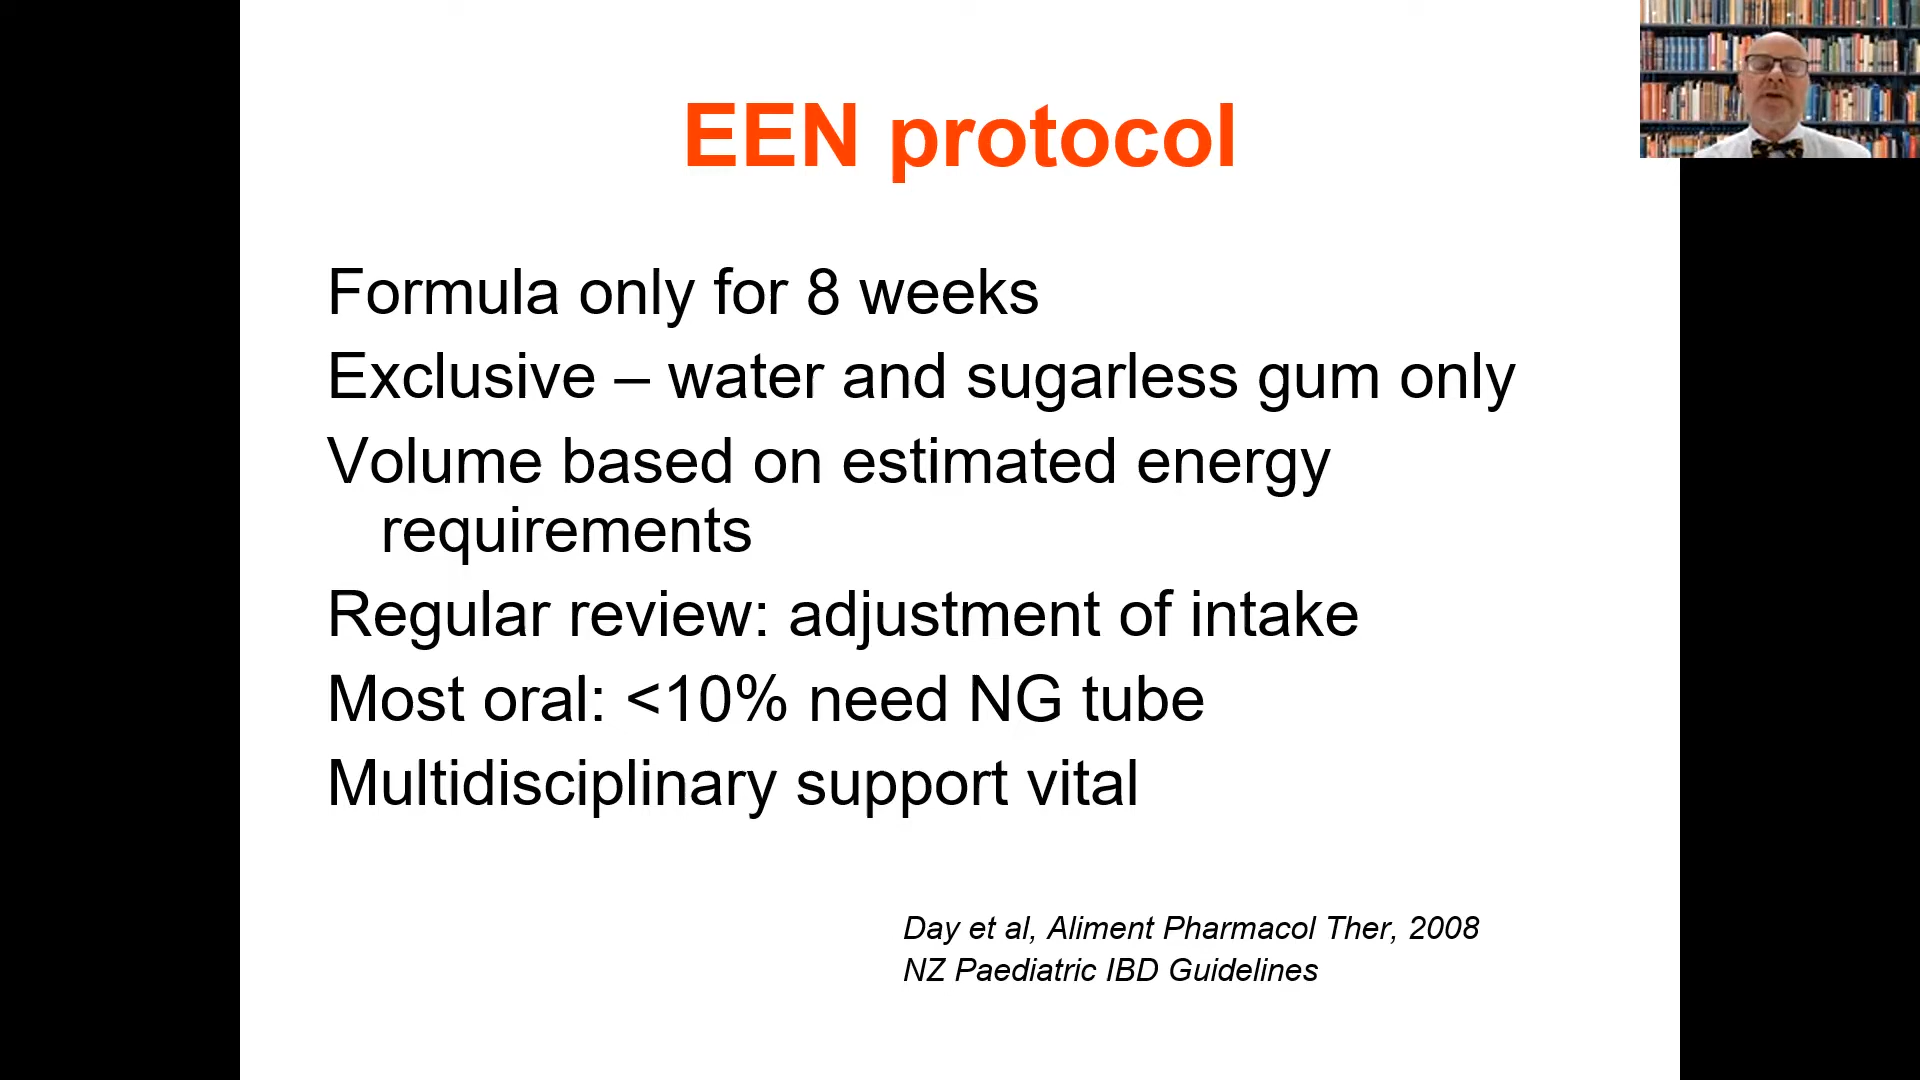 EEN protocol
Formula only for 8 weeks
Exclusive – water and sugarless gum only
Volume based on estimated energy
requirements
Regular review: adjustment of intake
Most oral: <10% need NG tube
Multidisciplinary support vital
Day et al, Aliment Pharmacol Ther, 2008
NZ Paediatric IBD Guidelines